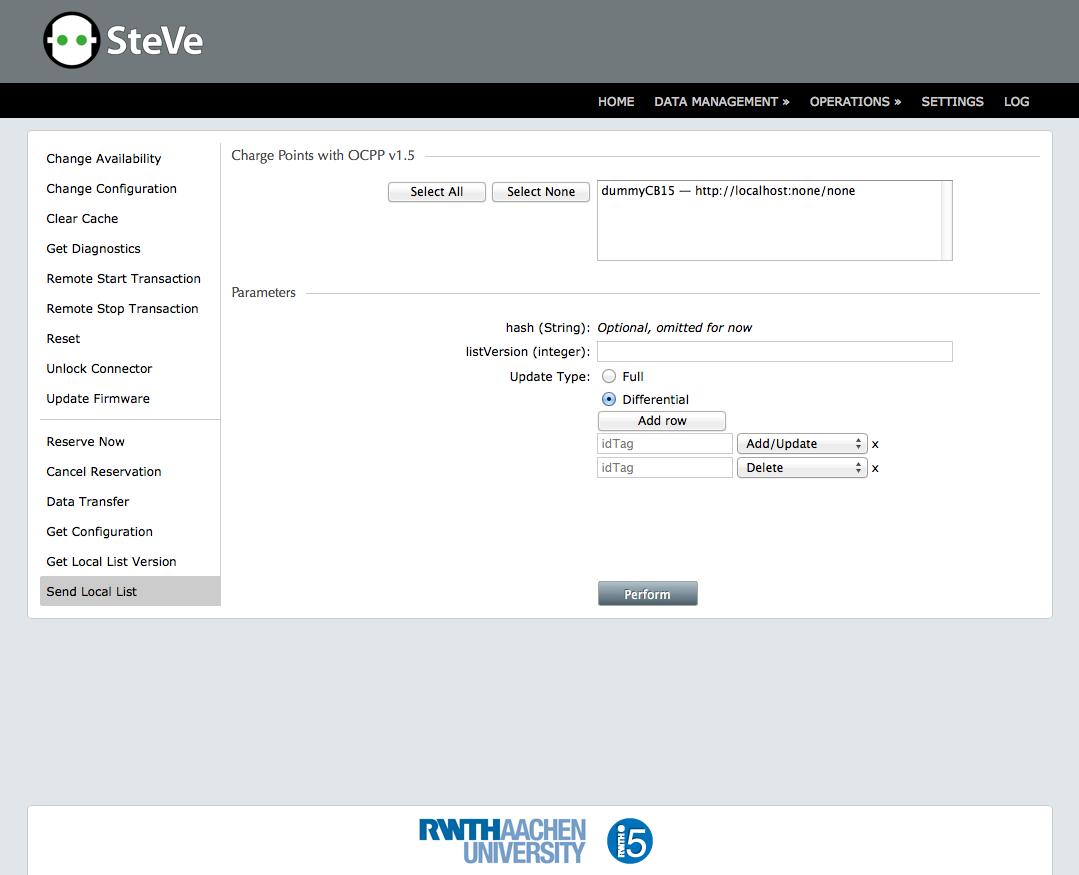 SteVe
HOME DATA MANAGEMENT » OPERATIONS » SETTINGS LOG
Change Availability
Change Configuration
Clear Cache
Get Diagnostics
Remote Start Transaction
Remote Stop Transaction
Reset
Unlock Connector
Update Firmware
Reserve Now
Cancel Reservation
Data Transfer
Get Configuration
Get Local List Version
Send Local List
Charge Points with OCPP v1.5
Select All Select None dummyCB15 — http://localhost:none/none
Parameters
hash (String): Optional, omitted for now
listVersion (integer):
Update Type: Full
Differential
Add row
idTag Add/Update x
idTag Delete x
Perform
RWTHAACHEN
UNIVERSITY
RWTH i5